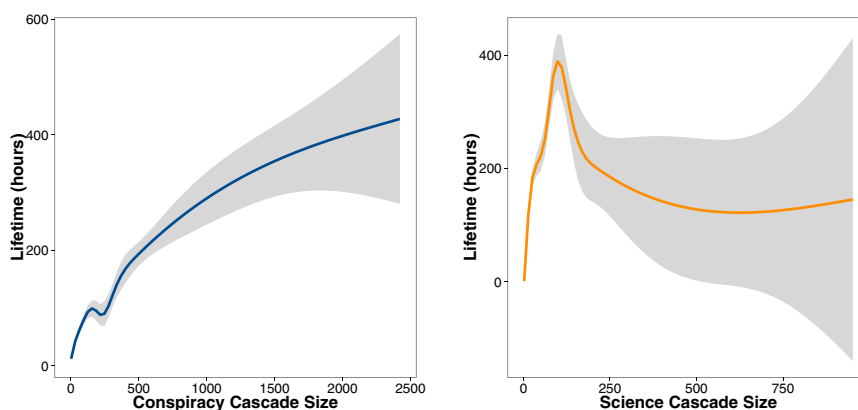 600
400
200
0
Lifetime (hours)
0 500 1000 1500 2000 2500
Conspiracy Cascade Size
400
200
0
Lifetime (hours)
0 250 500 750
Science Cascade Size